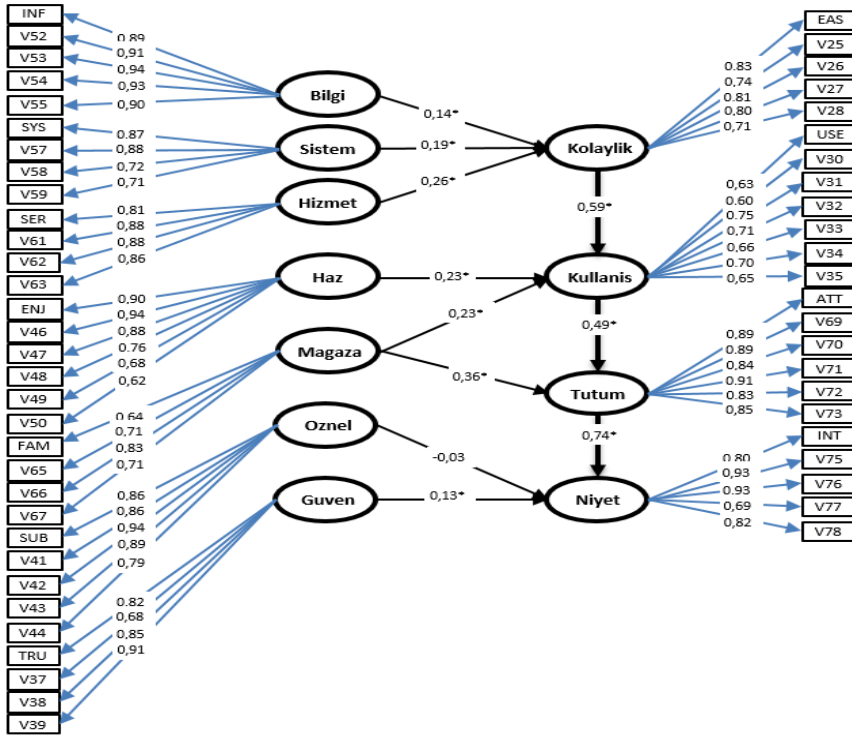 INF
V52
V53
V54
V55
SYS
V57
V58
V59
SER
V61
V62
V63
ENJ
V46
V47
V48
V49
V50
FAM
V65
V66
V67
SUB
V41
V42
V43
V44
TRU
V37
V38
V39
0.89
0,91
0,94
0,93
0,90
0,87
0,88
0,72
0,71
0,81
0,88
0,88
0,86
0,90
0,94
0,88
0.76
0,68
0,62
0.64
0,71
0,83
0,71
0,86
0,86
0,94
0,89
0,79
0.82
0,68
0,85
0,91
Bilgi
Sistem
Hizmet
Haz
Magaza
Oznel
Guven
0,14*
0,19*
0,26*
0,23*
0,23*
0,36*
-0,03
0,13*
Kolaylik
0,59*
Kullanis
0,49*
Tutum
0,74*
Niyet
0.83
0,74
0.81
0,80
0,71
0,63
0.60
0.75
0,71
0,66
0,70
0,65
0,89
0.89
0,84
0,91
0.83
0,85
0.80
0,93
0.93
0,69
0,82
EAS
V25
V26
V27
V28
USE
V30
V31
V32
V33
V34
V35
ATT
V69
V70
V71
V72
V73
INT
V75
V76
V77
V78